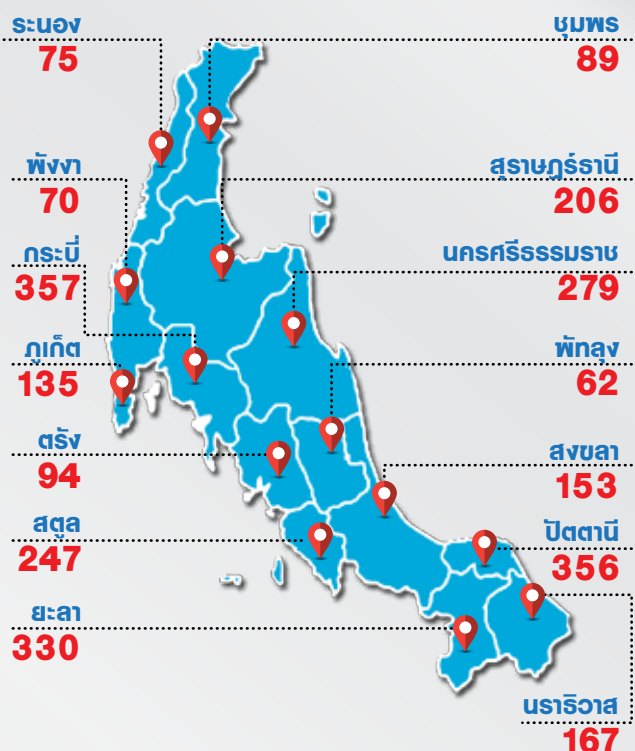 ระนอง
75
พังงา
70
กระบี่
357
ภูเก็ต
135
ตรัง
94
สตูล
247
ยะลา
330
ชุมพร
89
สุราษฎร์ธานี
206
นครศรีธรรมราช
279
พัทลุง
62
สงขลา
153
ปัตตานี
356
นราธิวาส
167